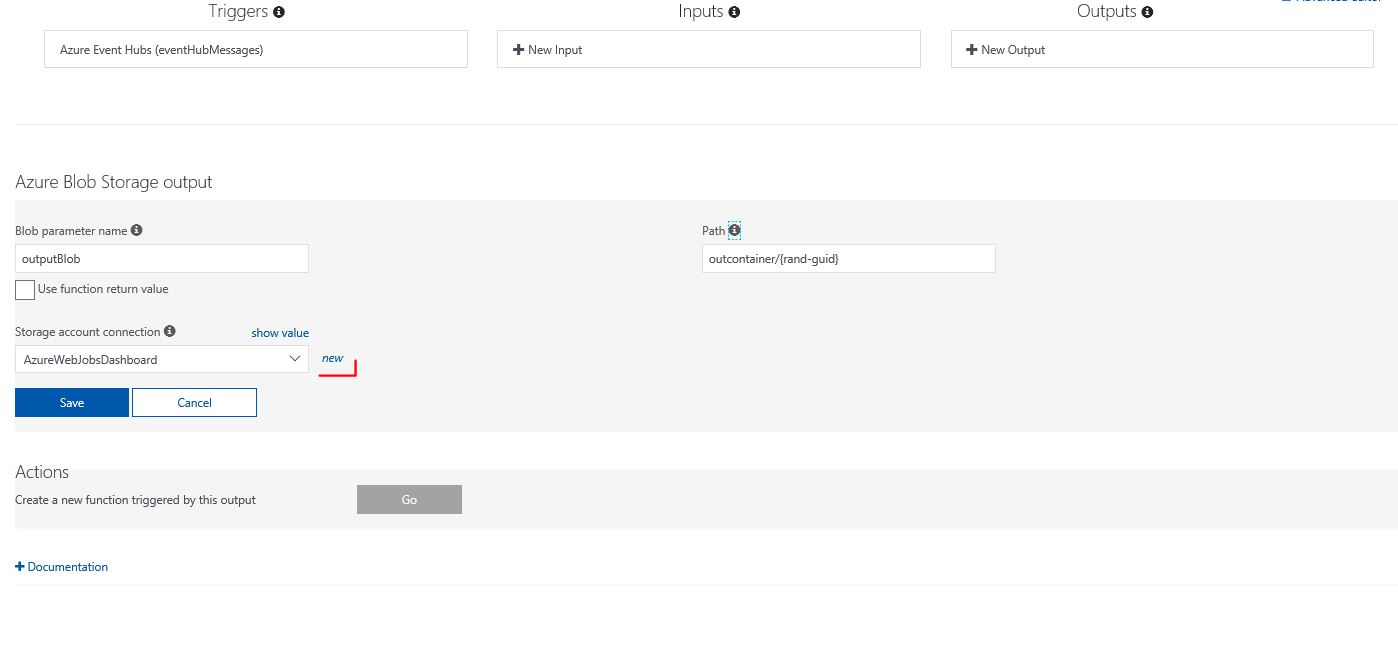 Advanced editor
Triggers
Inputs
Outputs
Azure Event Hubs (eventHubMessages)
New Input
New Output
Azure Blob Storage output
Blob parameter name
Path
outputBlob
outcontainer/{rand-guid}
Use function return value
Storage account connection
show value
AzureWebJobsDashboard
new
Save
Cancel
Actions
Create a new function triggered by this output
Go
Documentation